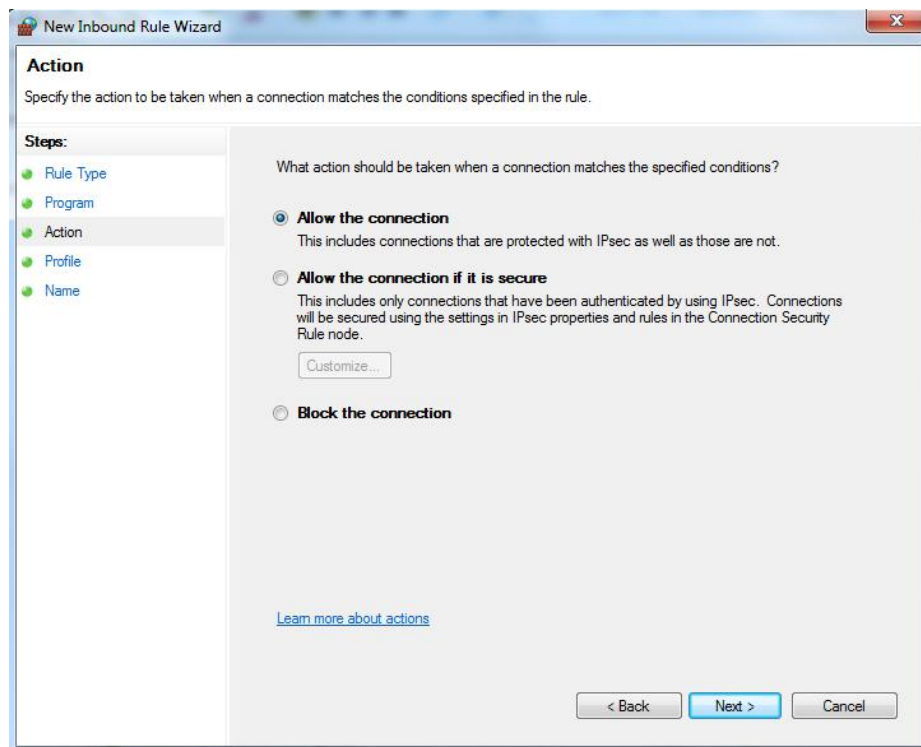 New Inbound Rule Wizard
Action
Specify the action to be taken when a connection matches the conditions specified in the rule.
Steps:
Rule Type
Program
Action
Profile
Name
What action should be taken when a connection matches the specified conditions?
Allow the connection
This includes connections that are protected with IPsec as well as those are not.
Allow the connection if it is secure
This includes only connections that have been authenticated by using IPsec. Connections
will be secured using the settings in IPsec properties and rules in the Connection Security
Rule node.
Customize...
Block the connection
Learn more about actions
< Back
Next >
Cancel